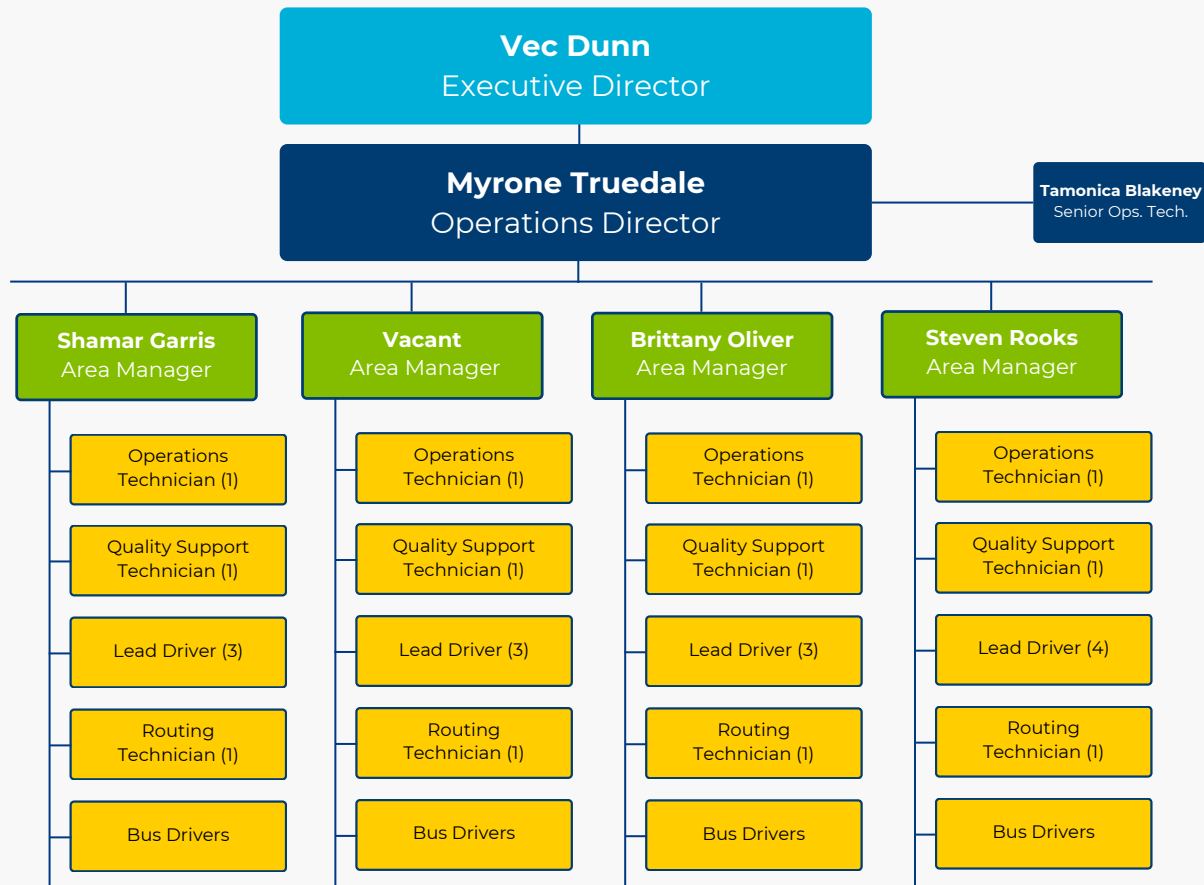 Vec Dunn
Executive Director
Myrone Truedale
Operations Director
Tamonica Blakeney
Senior Ops. Tech.
Shamar Garris
Area Manager
Operations
Technician (1)
Quality Support
Technician (1)
Lead Driver (3)
Routing
Technician (1)
Bus Drivers
Vacant
Area Manager
Operations
Technician (1)
Quality Support
Technician (1)
Lead Driver (3)
Routing
Technician (1)
Bus Drivers
Brittany Oliver
Area Manager
Operations
Technician (1)
Quality Support
Technician (1)
Lead Driver (3)
Routing
Technician (1)
Bus Drivers
Steven Rooks
Area Manager
Operations
Technician (1)
Quality Support
Technician (1)
Lead Driver (4)
Routing
Technician (1)
Bus Drivers